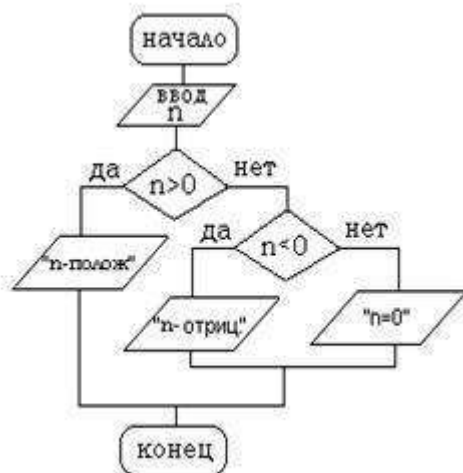 начало
ввод
n
да
n>0
нет
"n-полож"
да
n<0
нет
"n-отриц."
"n=0"
конец